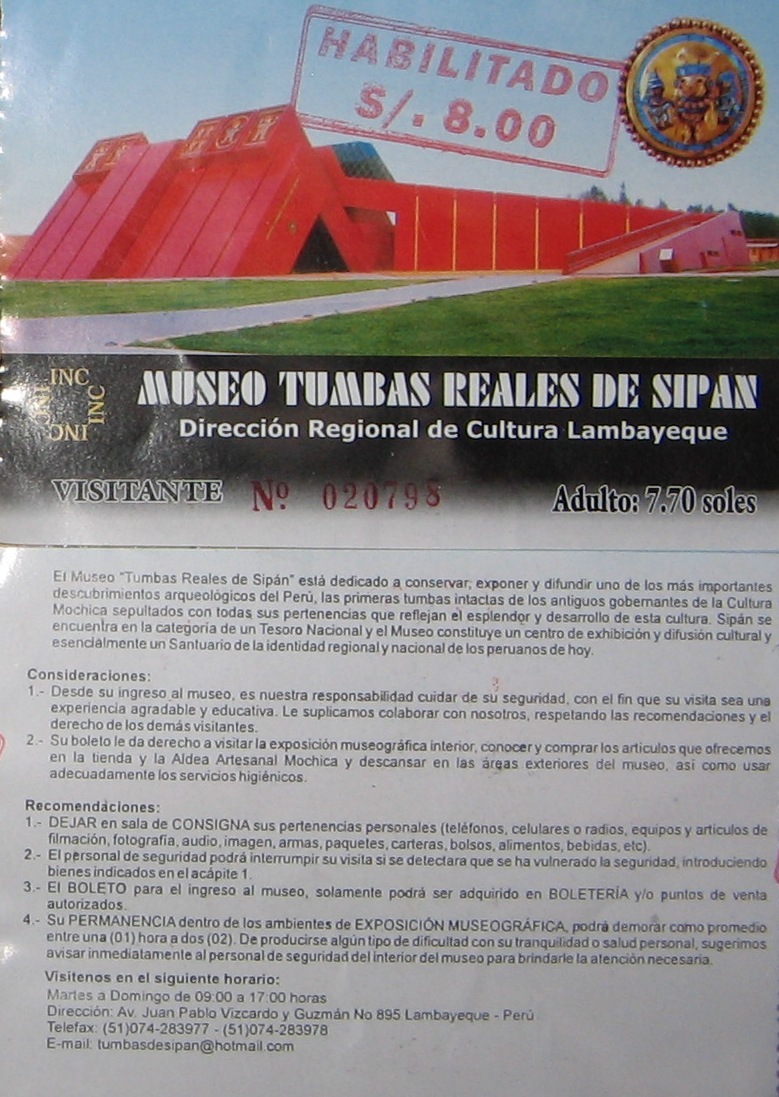 HABILITADO
S/. 8.00
INC
INC
INC
INC
MUSEO TUMBAS REALES DE SIPAN
Dirección Regional de Cultura Lambayeque
VISITANTE Nº 020798 Adulto: 7.70 soles
El Museo "Tumbas Reales de Sipán" está dedicado a conservar, exponer y difundir uno de los más importantes
descubrimientos arqueológicos del Perú, las primeras tumbas intactas de los antiguos gobernantes de la Cultura
Mochica sepultados con todas sus pertenencias que reflejan el esplendor y desarrollo de esta cultura. Sipán se
encuentra en la categoría de un Tesoro Nacional y el Museo constituye un centro de exhibición y difusión cultural y
esencialmente un Santuario de la identidad regional y nacional de los peruanos de hoy.
Consideraciones:
1.- Desde su ingreso al museo, es nuestra responsabilidad cuidar de su seguridad, con el fin que su visita sea una
experiencia agradable y educativa. Le suplicamos colaborar con nosotros, respetando las recomendaciones y el
derecho de los demás visitantes.
2.- Su boleto le da derecho a visitar la exposición museográfica interior, conocer y comprar los artículos que ofrecemos
en la tienda y la Aldea Artesanal Mochica y descansar en las áreas exteriores del museo, así como usar
adecuadamente los servicios higiénicos.
Recomendaciones:
1.- DEJAR en sala de CONSIGNA sus pertenencias personales (teléfonos, celulares o radios, equipos y artículos de
filmación, fotografía, audio, imagen, armas, paquetes, carteras, bolsos, alimentos, bebidas, etc).
2.- El personal de seguridad podrá interrumpir su visita si se detectara que se ha vulnerado la seguridad, introduciendo
bienes indicados en el acápite 1.
3.- El BOLETO para el ingreso al museo, solamente podrá ser adquirido en BOLETERÍA y/o puntos de venta
autorizados.
4.- Su PERMANENCIA dentro de los ambientes de EXPOSICIÓN MUSEOGRÁFICA, podrá demorar como promedio
entre una (01) hora a dos (02). De producirse algún tipo de dificultad con su tranquilidad o salud personal, sugerimos
avisar inmediatamente al personal de seguridad del interior del museo para brindarle la atención necesaria.
Visítenos en el siguiente horario:
Martes a Domingo de 09:00 a 17:00 horas
Dirección: Av. Juan Pablo Vizcardo y Guzmán No 895 Lambayeque - Perú
Telefax: (51)074-283977 - (51)074-283978
E-mail: tumbasdesipan@hotmail.com